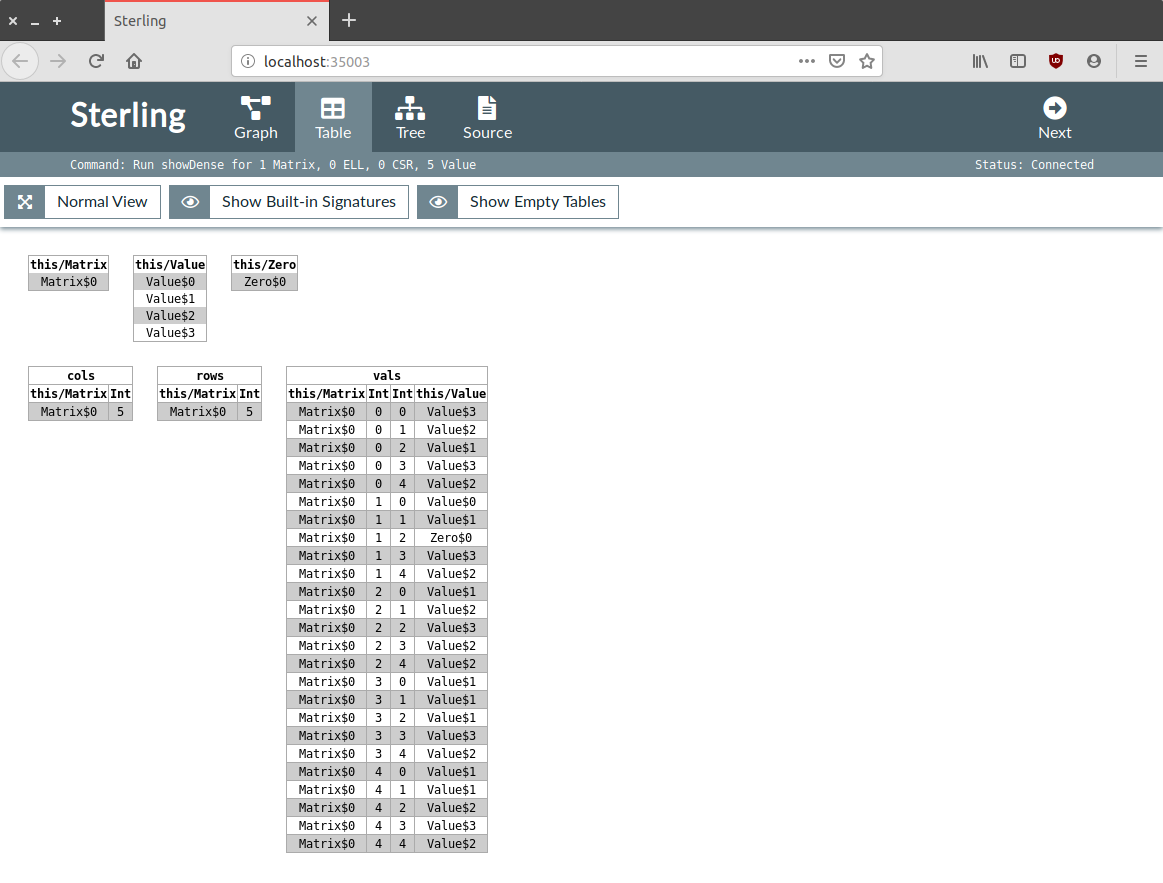 Sterling
localhost:35003
Sterling
Graph
Table
Tree
Source
Next
Command: Run showDense for 1 Matrix, 0 ELL, 0 CSR, 5 Value
Status: Connected
Normal View
Show Built-in Signatures
Show Empty Tables
this/Matrix
Matrix$0
this/Value
Value$0
Value$1
Value$2
Value$3
this/Zero
Zero$0
cols
this/Matrix Int
Matrix$0 5
rows
this/Matrix Int
Matrix$0 5
vals
this/Matrix Int Int this/Value
Matrix$0 0 0 Value$3
Matrix$0 0 1 Value$2
Matrix$0 0 2 Value$1
Matrix$0 0 3 Value$3
Matrix$0 0 4 Value$2
Matrix$0 1 0 Value$0
Matrix$0 1 1 Value$1
Matrix$0 1 2 Zero$0
Matrix$0 1 3 Value$3
Matrix$0 1 4 Value$2
Matrix$0 2 0 Value$1
Matrix$0 2 1 Value$2
Matrix$0 2 2 Value$3
Matrix$0 2 3 Value$2
Matrix$0 2 4 Value$2
Matrix$0 3 0 Value$1
Matrix$0 3 1 Value$1
Matrix$0 3 2 Value$1
Matrix$0 3 3 Value$3
Matrix$0 3 4 Value$2
Matrix$0 4 0 Value$1
Matrix$0 4 1 Value$1
Matrix$0 4 2 Value$2
Matrix$0 4 3 Value$3
Matrix$0 4 4 Value$2